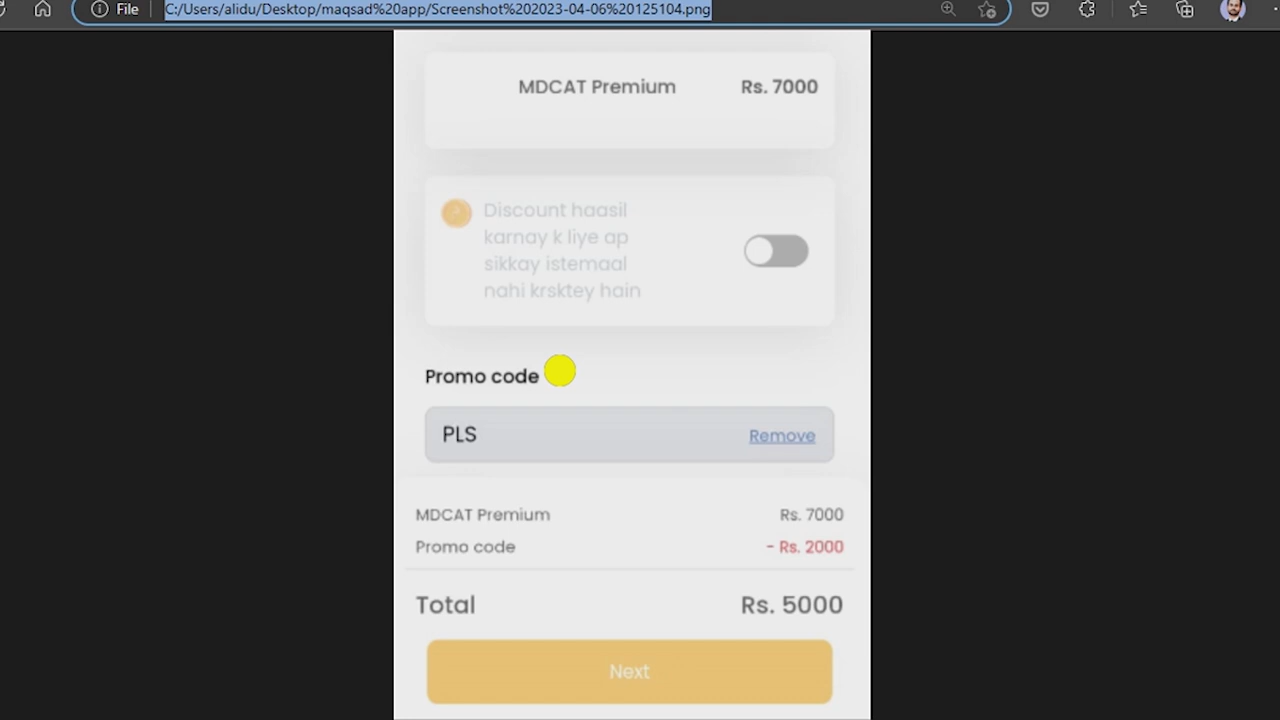 File C:/Users/alidu/Desktop/maqsad%20app/Screenshot%202023-04-06%20125104.png
MDCAT Premium Rs. 7000
Discount haasil
karnay k liye ap
sikkay istemaal
nahi krsktey hain
Promo code
PLS Remove
MDCAT Premium Rs. 7000
Promo code - Rs. 2000
Total Rs. 5000
Next